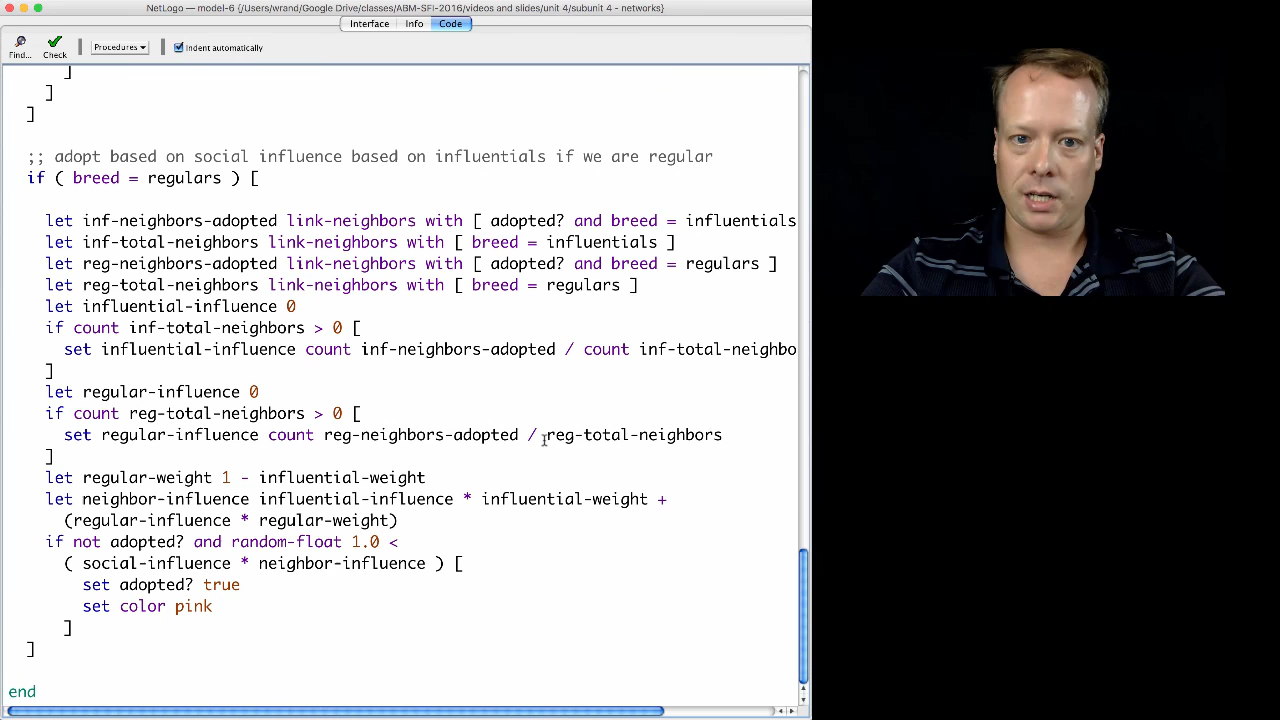 NetLogo — model-6 {/Users/wrand/Google Drive/classes/ABM-SFI-2016/videos and slides/unit 4/subunit 4 - networks}
Interface Info Code
Find... Check Procedures Indent automatically
]
]
]
;; adopt based on social influence based on influentials if we are regular
if ( breed = regulars ) [
let inf-neighbors-adopted link-neighbors with [ adopted? and breed = influentials
let inf-total-neighbors link-neighbors with [ breed = influentials ]
let reg-neighbors-adopted link-neighbors with [ adopted? and breed = regulars ]
let reg-total-neighbors link-neighbors with [ breed = regulars ]
let influential-influence 0
if count inf-total-neighbors > 0 [
set influential-influence count inf-neighbors-adopted / count inf-total-neighbo
]
let regular-influence 0
if count reg-total-neighbors > 0 [
set regular-influence count reg-neighbors-adopted / reg-total-neighbors
]
let regular-weight 1 - influential-weight
let neighbor-influence influential-influence * influential-weight +
(regular-influence * regular-weight)
if not adopted? and random-float 1.0 <
( social-influence * neighbor-influence ) [
set adopted? true
set color pink
]
]
end